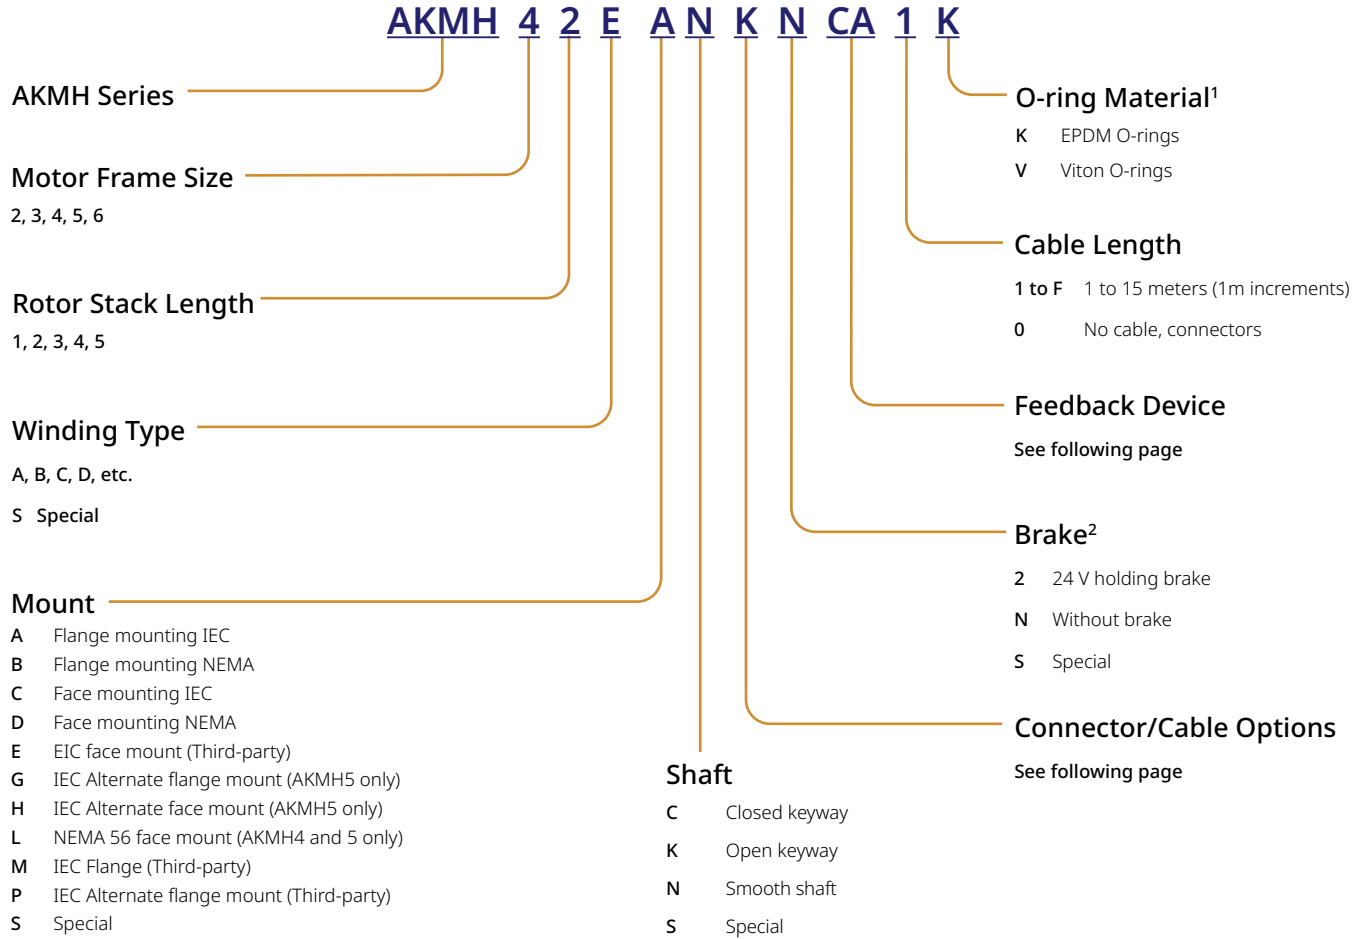 AKMH 4 2 E A N K N CA 1 K
AKMH Series
Motor Frame Size
2, 3, 4, 5, 6
Rotor Stack Length
1, 2, 3, 4, 5
Winding Type
A, B, C, D, etc.
S Special
Mount
A Flange mounting IEC
B Flange mounting NEMA
C Face mounting IEC
D Face mounting NEMA
E EIC face mount (Third-party)
G IEC Alternate flange mount (AKMH5 only)
H IEC Alternate face mount (AKMH5 only)
L NEMA 56 face mount (AKMH4 and 5 only)
M IEC Flange (Third-party)
P IEC Alternate flange mount (Third-party)
S Special
Shaft
C Closed keyway
K Open keyway
N Smooth shaft
S Special
O-ring Material¹
K EPDM O-rings
V Viton O-rings
Cable Length
1 to F 1 to 15 meters (1m increments)
0 No cable, connectors
Feedback Device
See following page
Brake²
2 24 V holding brake
N Without brake
S Special
Connector/Cable Options
See following page